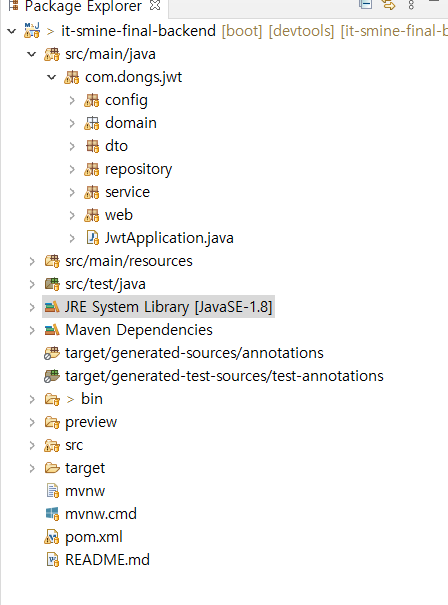 Package Explorer
> it-smine-final-backend [boot] [devtools] [it-smine-final-b
src/main/java
com.dongs.jwt
config
domain
dto
repository
service
web
JwtApplication.java
src/main/resources
src/test/java
JRE System Library [JavaSE-1.8]
Maven Dependencies
target/generated-sources/annotations
target/generated-test-sources/test-annotations
> bin
preview
src
target
mvnw
mvnw.cmd
pom.xml
README.md